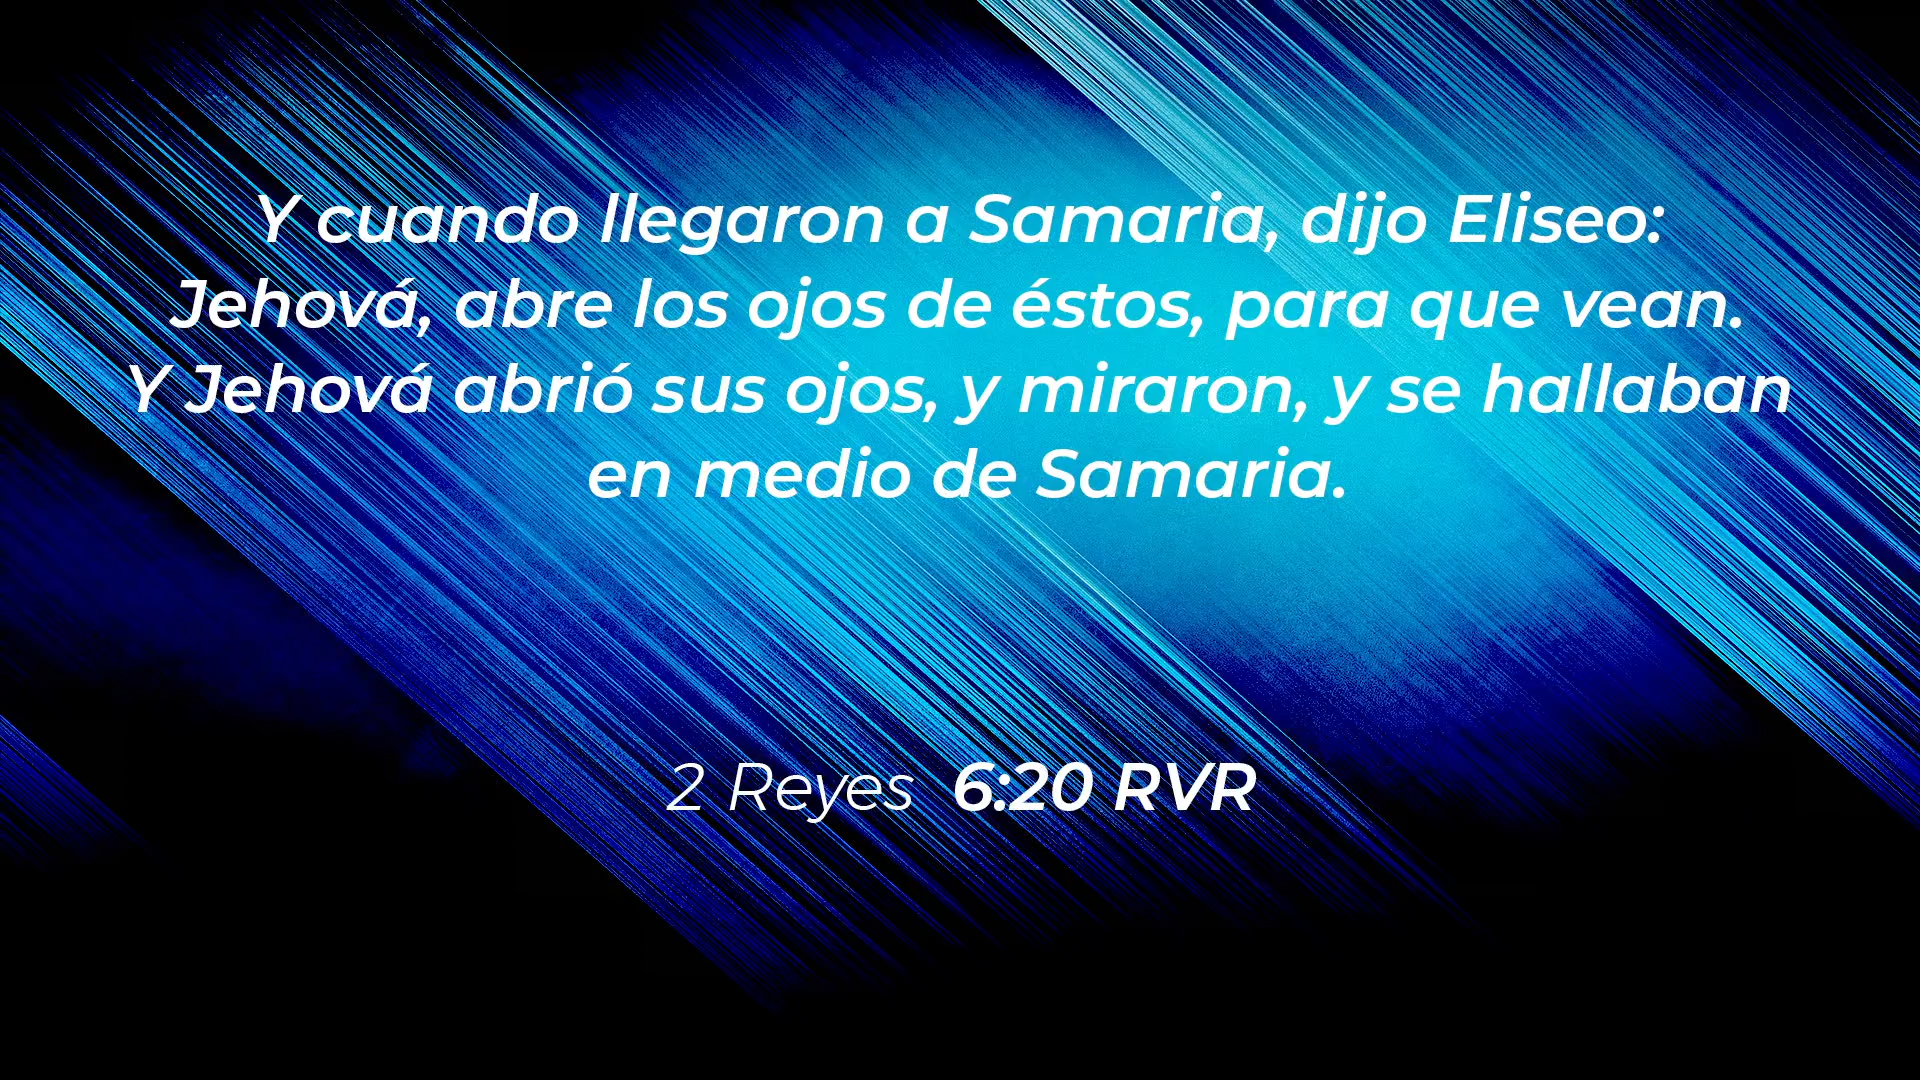 Y cuando llegaron a Samaria, dijo Eliseo:
Jehová, abre los ojos de éstos, para que vean.
Y Jehová abrió sus ojos, y miraron, y se hallaban
en medio de Samaria.
2 Reyes 6:20 RVR